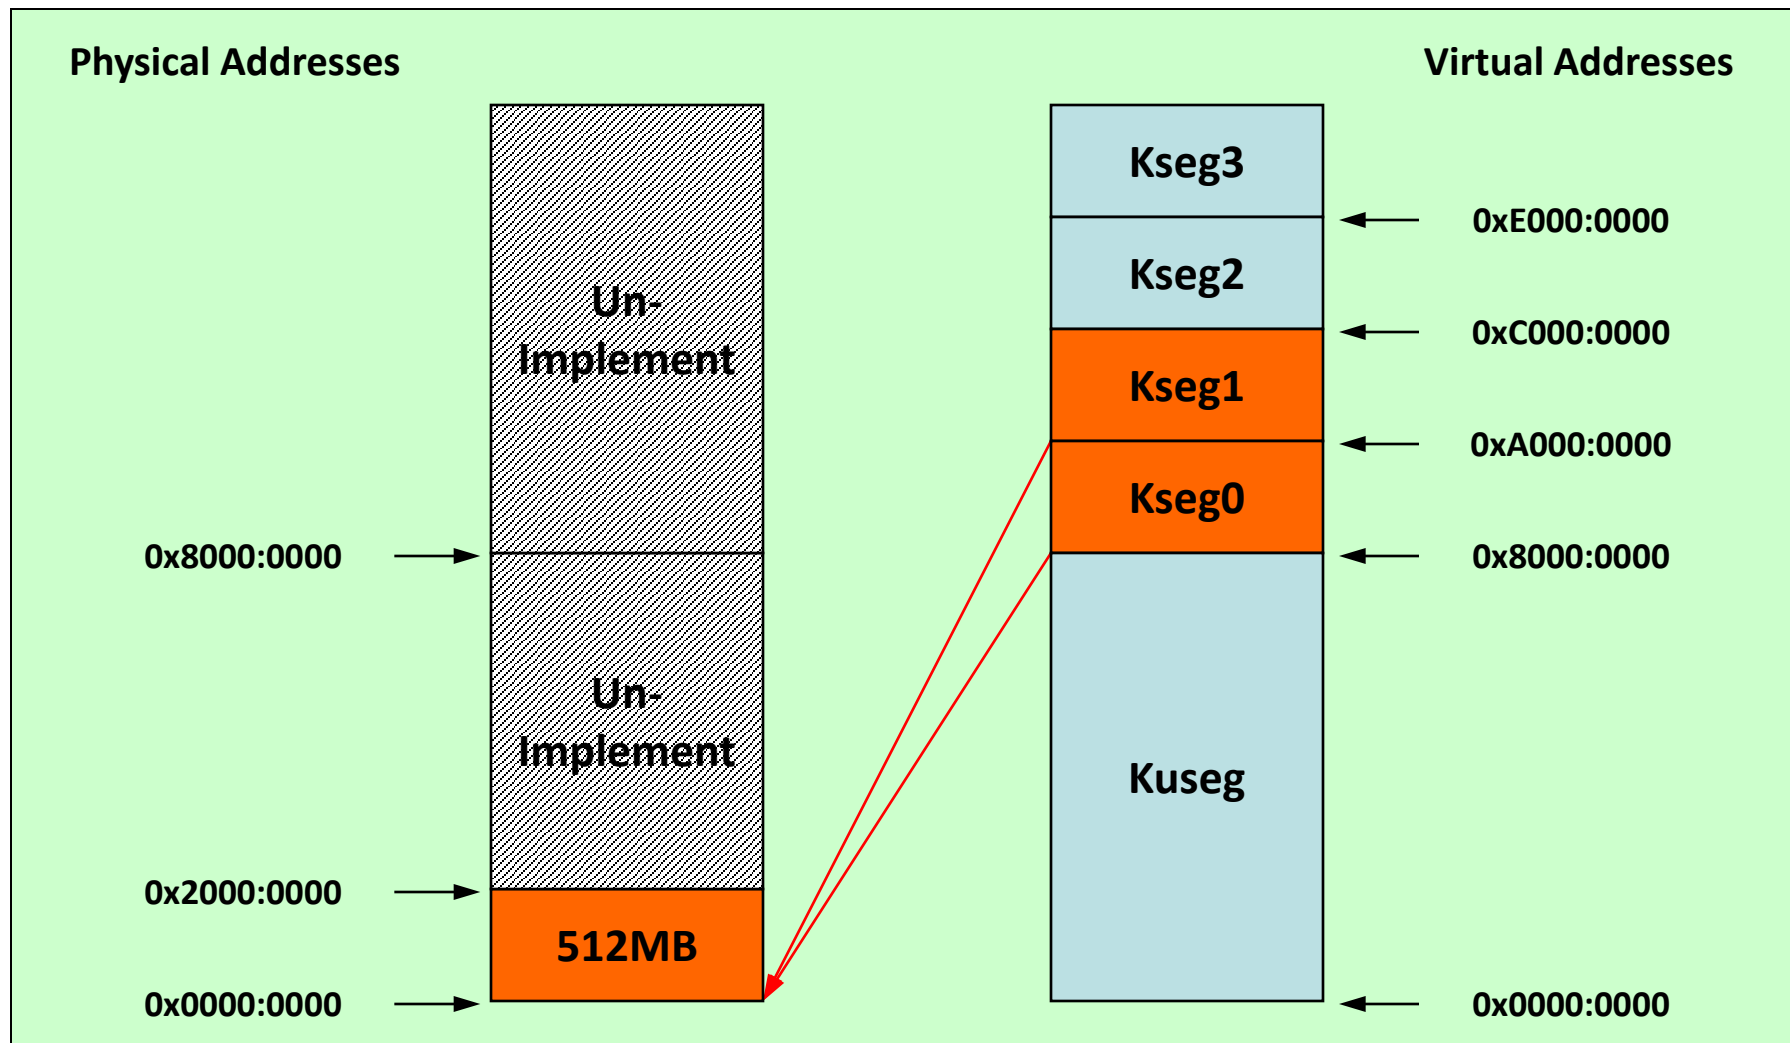 Physical Addresses
Virtual Addresses
Un-
Implement
0x8000:0000
Un-
Implement
0x2000:0000
512MB
0x0000:0000
Kseg3
0xE000:0000
Kseg2
0xC000:0000
Kseg1
0xA000:0000
Kseg0
0x8000:0000
Kuseg
0x0000:0000